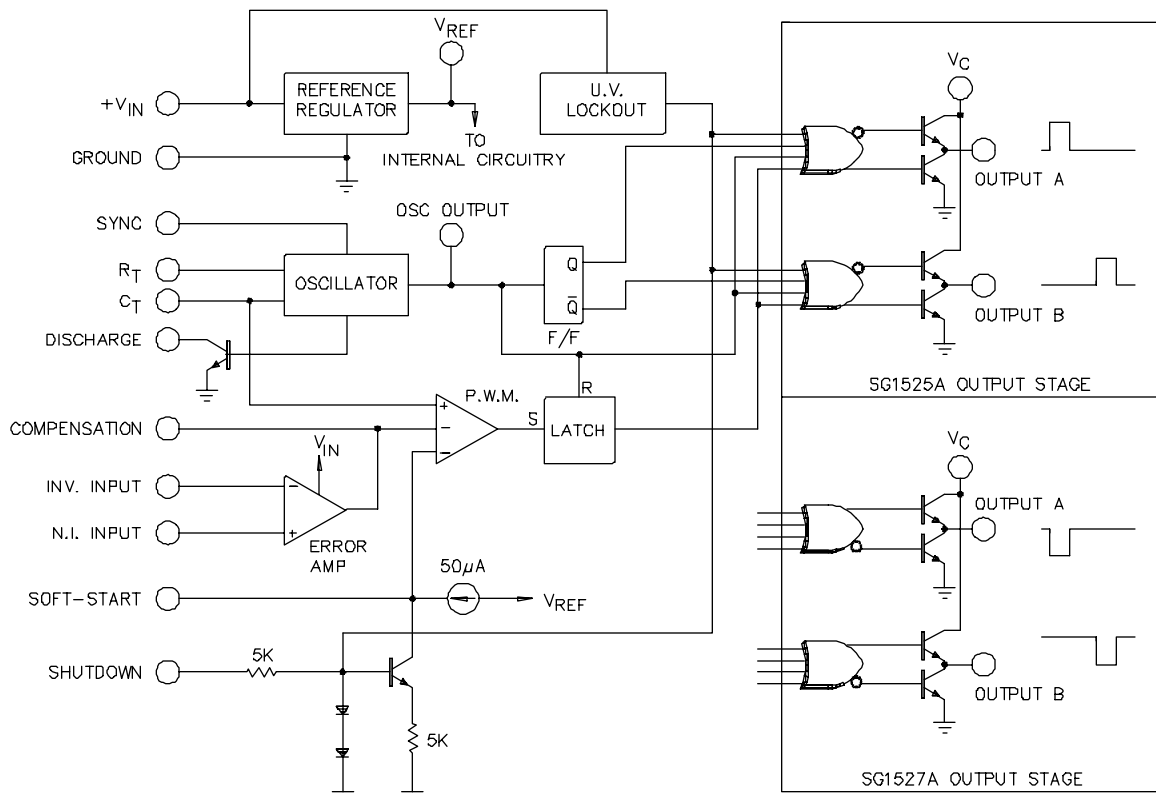 V_REF
+V_IN
REFERENCE
REGULATOR
U.V.
LOCKOUT
TO
INTERNAL CIRCUITRY
GROUND
V_C
OUTPUT A
SYNC
OSC OUTPUT
R_T
OSCILLATOR
C_T
Q
Q̅
F/F
OUTPUT B
DISCHARGE
SG1525A OUTPUT STAGE
P.W.M.
R
+
−
−
S
LATCH
COMPENSATION
V_IN
INV. INPUT
−
N.I. INPUT
+
ERROR
AMP
V_C
OUTPUT A
50µA
SOFT-START
V_REF
SHUTDOWN
5K
5K
OUTPUT B
SG1527A OUTPUT STAGE